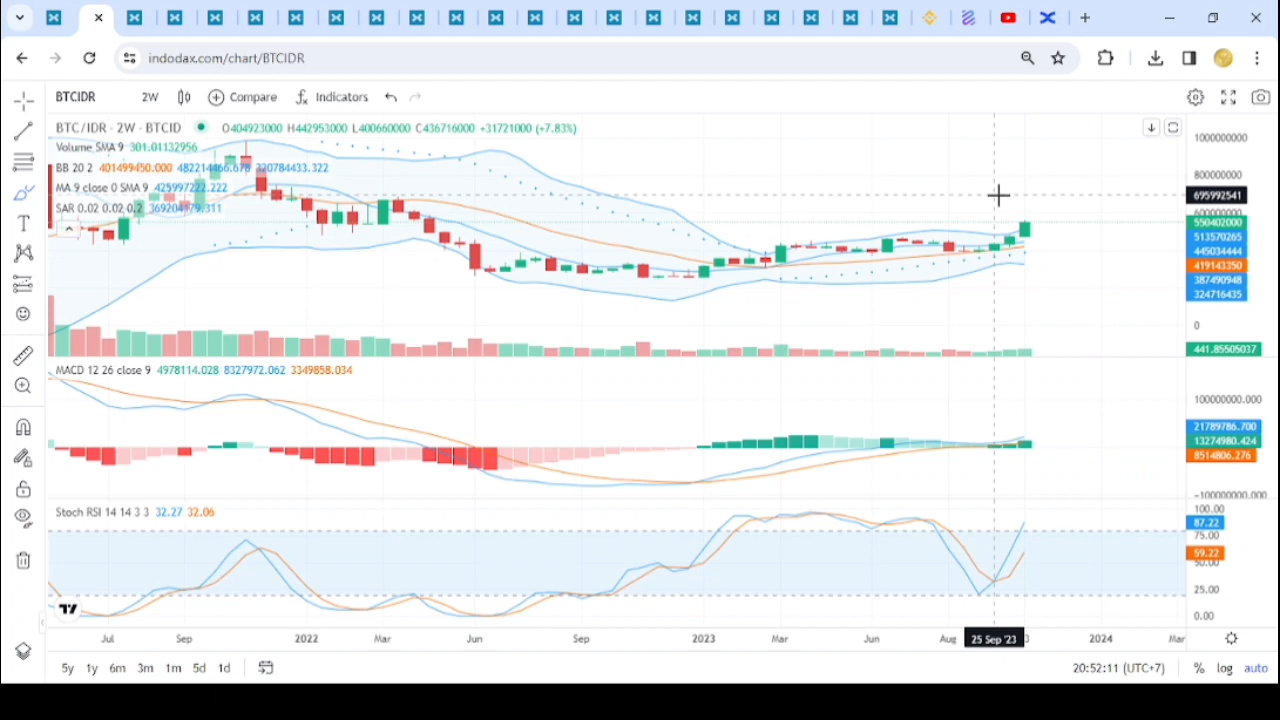 indodax.com/chart/BTCIDR
BTCIDR 2W Compare Indicators
BTC/IDR · 2W · BTCID O404923000 H442953000 L400660000 C436716000 +31721000 (+7.83%)
Volume SMA 9 301.01132956
BB 20 2 401499450.000 482214466.678 320784433.322
MA 9 close 0 SMA 9 425997222.222
SAR 0.02 0.02 0.2 369204179.311
1000000000
800000000
695992541
600000000
550402000
513570265
445034444
419143350
387490948
324716435
0
441.85505037
MACD 12 26 close 9 4978114.028 8327972.062 3349858.034
100000000.000
21789786.700
13274980.424
8514806.276
-100000000.000
Stoch RSI 14 14 3 3 32.27 32.06
100.00
87.22
75.00
59.22
50.00
25.00
0.00
Jul Sep 2022 Mar Jun Sep 2023 Mar Jun Aug 25 Sep '23 2024 Mar
5y 1y 6m 3m 1m 5d 1d 20:52:11 (UTC+7) % log auto